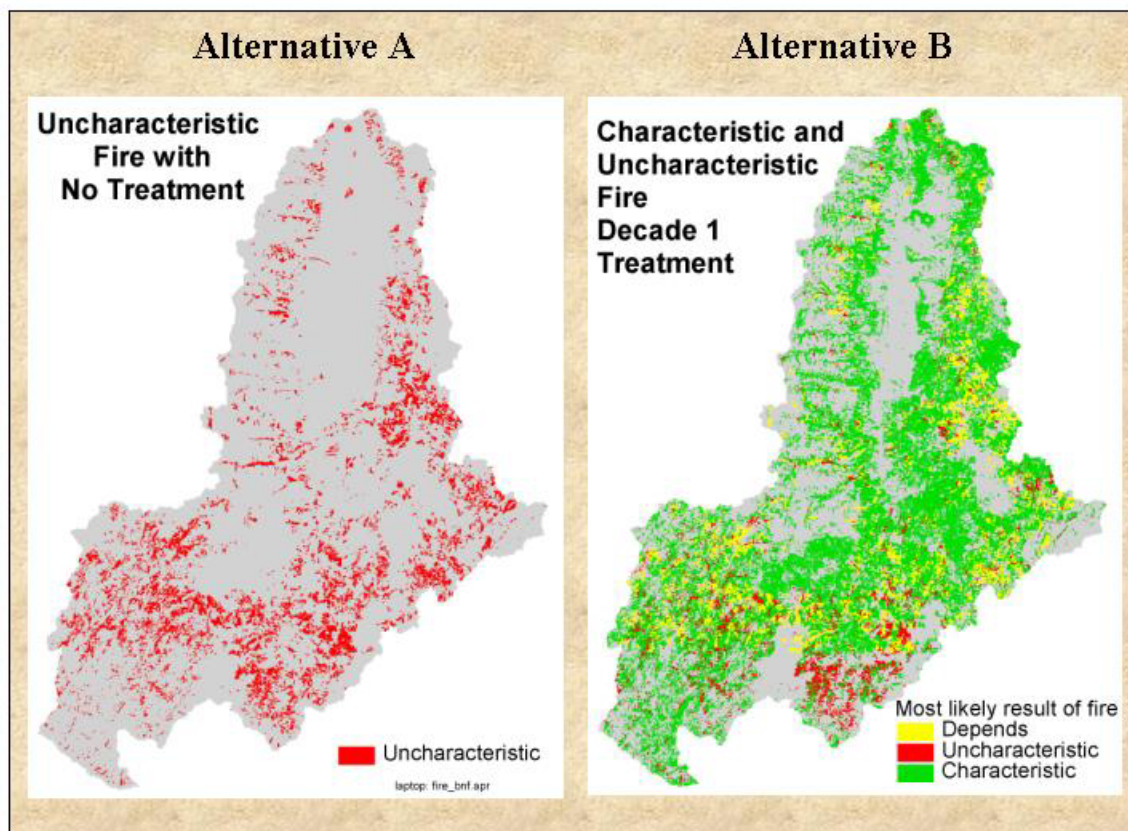 Alternative A
Uncharacteristic
Fire with
No Treatment
Uncharacteristic
laptop: fire_bnf.apr
Alternative B
Characteristic and
Uncharacteristic
Fire
Decade 1
Treatment
Most likely result of fire
Depends
Uncharacteristic
Characteristic